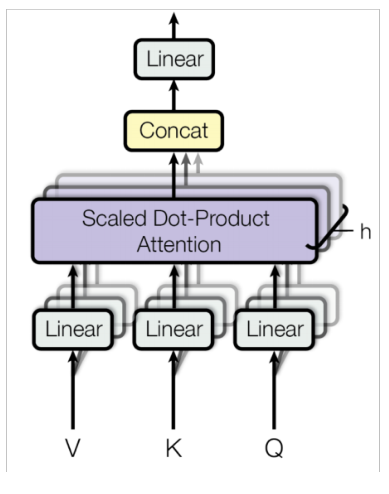 Linear
Concat
Scaled Dot-Product
Attention
h
Linear
Linear
Linear
V
K
Q